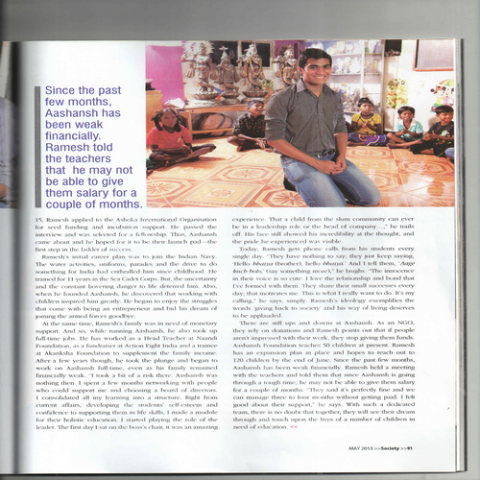 Since the past
few months,
Aashansh has
been weak
financially.
Ramesh told
the teachers
that he may not
be able to give
them salary for a
couple of months.
15, Ramesh applied to the Ashoka International Organisation
for seed funding and incubation support. He passed the
interview and was selected for a fellowship. Thus, Aashansh
came about and he hoped for it to be their launch pad—the
first step in the ladder of success.
Ramesh's initial career plan was to join the Indian Navy.
The water activities, uniforms, parades and the drive to do
something for India had enthralled him since childhood. He
trained for 11 years in the Sea Cadet Corps. But, the uncertainty
and the constant hovering danger to life deterred him. Also,
when he founded Aashansh, he discovered that working with
children inspired him greatly. He began to enjoy the struggles
that come with being an entrepreneur and bid his dream of
joining the armed forces goodbye.
At the same time, Ramesh's family was in need of monetary
support. And so, while running Aashansh, he also took up
full-time jobs. He has worked as a Head Teacher at Naandi
Foundation, as a fundraiser at Action Eight India and a trainee
at Akanksha Foundation to supplement the family income.
After a few years though, he took the plunge and began to
work on Aashansh full-time, even as his family remained
financially weak. "I took a bit of a risk there. Aashansh was
nothing then. I spent a few months networking with people
who could support me and choosing a board of directors.
I consolidated all my learning into a structure. Right from
current affairs, developing the students' self-esteem and
confidence to supporting them in life skills, I made a module
for their holistic education. I started playing the role of the
leader. The first day I sat on the boss's chair, it was an amazing
experience. That a child from the slum community can ever
be in a leadership role or the head of company…," he trails
off. His face still showed his incredulity at the thought, and
the pride he experienced was visible.
Today, Ramesh gets phone calls from his students every
single day. "They have nothing to say, they just keep saying,
'Hello bhaiya (brother), hello bhaiya.' And I tell them, 'Aage
kuch bolo,' (say something more)," he laughs. "The innocence
in their voice is so cute. I love the relationship and bond that
I've formed with them. They share their small successes every
day, that motivates me. This is what I really want to do. It's my
calling," he says, simply. Ramesh's ideology exemplifies the
words 'giving back to society' and his way of living deserves
to be applauded.
There are still ups and downs at Aashansh. As an NGO,
they rely on donations and Ramesh points out that if people
aren't impressed with their work, they stop giving them funds.
Aashansh Foundation teaches 50 children at present. Ramesh
has an expansion plan in place and hopes to reach out to
120 children by the end of June. Since the past few months,
Aashansh has been weak financially. Ramesh held a meeting
with the teachers and told them that since Aashansh is going
through a tough time, he may not be able to give them salary
for a couple of months. "They said it's perfectly fine and we
can manage three to four months without getting paid. I felt
good about their support," he says. With such a dedicated
team, there is no doubt that together, they will see their dream
through and touch upon the lives of a number of children in
need of education. <<
MAY 2013 >>Society >>91